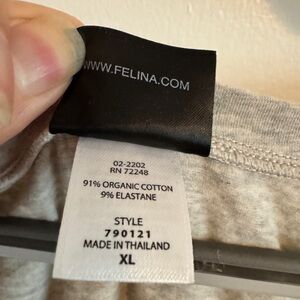 WWW.FELINA.COM
02-2202
RN 72248
91% ORGANIC COTTON
9% ELASTANE
STYLE
790121
MADE IN THAILAND
XL